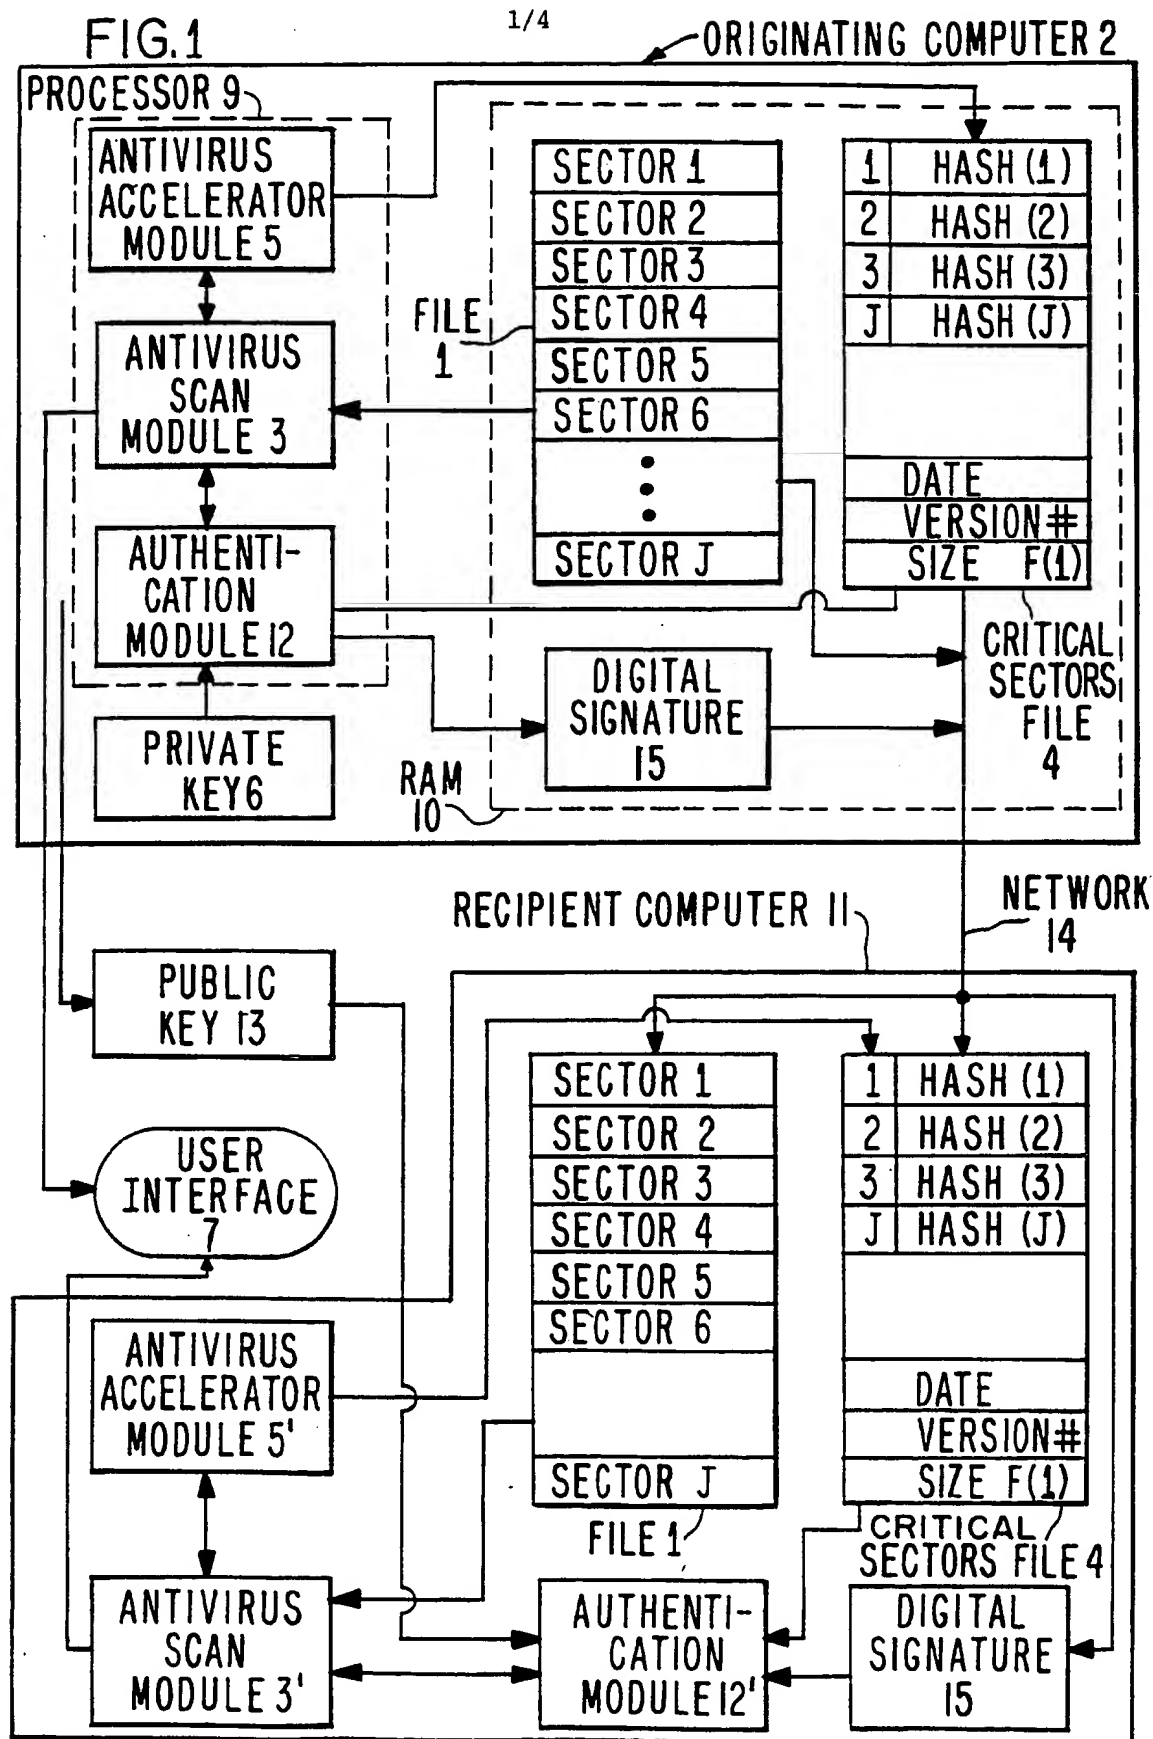 1/4
FIG.1
ORIGINATING COMPUTER 2
PROCESSOR 9
ANTIVIRUS
ACCELERATOR
MODULE 5
ANTIVIRUS
SCAN
MODULE 3
AUTHENTI-
CATION
MODULE 12
PRIVATE
KEY6
FILE
1
SECTOR 1
SECTOR 2
SECTOR 3
SECTOR 4
SECTOR 5
SECTOR 6
SECTOR J
1 HASH (1)
2 HASH (2)
3 HASH (3)
J HASH (J)
DATE
VERSION#
SIZE F(1)
CRITICAL
SECTORS
FILE
4
DIGITAL
SIGNATURE
15
RAM
10
NETWORK
14
RECIPIENT COMPUTER 11
PUBLIC
KEY 13
USER
INTERFACE
7
ANTIVIRUS
ACCELERATOR
MODULE 5'
ANTIVIRUS
SCAN
MODULE 3'
SECTOR 1
SECTOR 2
SECTOR 3
SECTOR 4
SECTOR 5
SECTOR 6
SECTOR J
FILE 1
1 HASH (1)
2 HASH (2)
3 HASH (3)
J HASH (J)
DATE
VERSION#
SIZE F(1)
CRITICAL
SECTORS FILE 4
AUTHENTI-
CATION
MODULE 12'
DIGITAL
SIGNATURE
15